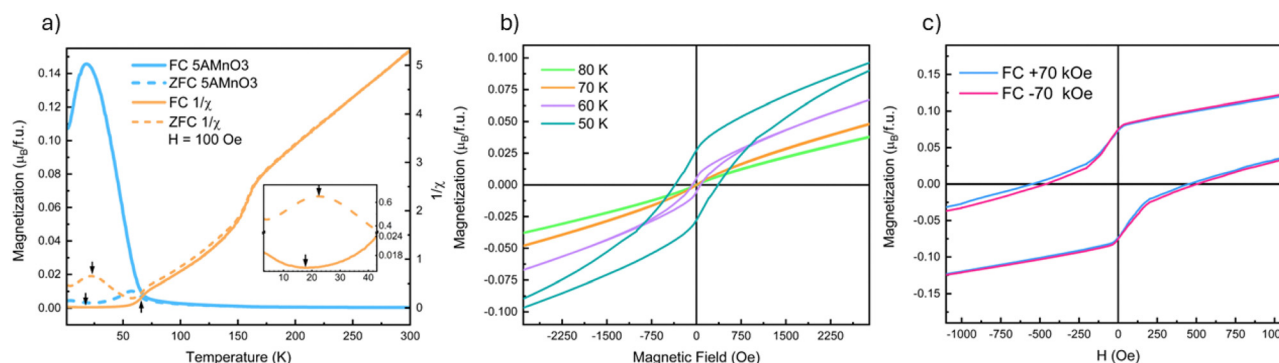 a)
FC 5AMnO3
ZFC 5AMnO3
FC 1/χ
ZFC 1/χ
H = 100 Oe
0.14
0.12
0.10
0.08
0.06
0.04
0.02
0.00
Magnetization (μB/f.u.)
50
100
150
200
250
300
Temperature (K)
5
4
3
2
1
0
1/χ
0.6
0.4
0.024
0.018
10
20
30
40
b)
80 K
70 K
60 K
50 K
0.100
0.075
0.050
0.025
0.000
-0.025
-0.050
-0.075
-0.100
Magnetization (μB/f.u.)
-2250
-1500
-750
0
750
1500
2250
Magnetic Field (Oe)
c)
FC +70 kOe
FC -70 kOe
0.15
0.10
0.05
0.00
-0.05
-0.10
-0.15
Magnetization (μB/f.u.)
-1000
-750
-500
-250
0
250
500
750
H (Oe)